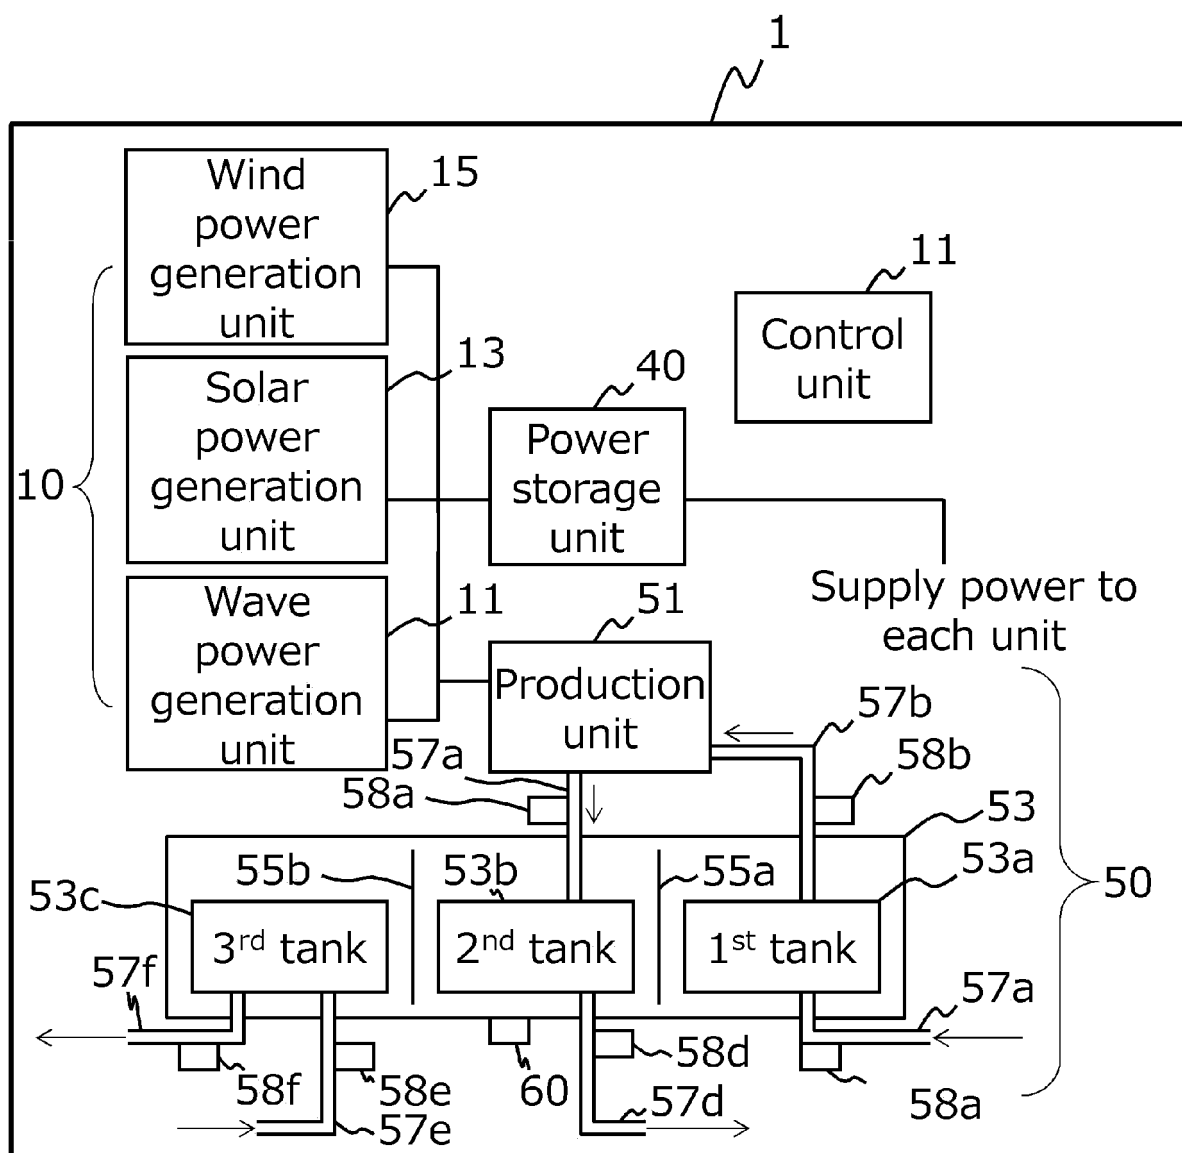 1
Wind
power
generation
unit
15
11
Control
unit
10
Solar
power
generation
unit
13
40
Power
storage
unit
Wave
power
generation
unit
11
51
Production
unit
Supply power to
each unit
57a
58a
57b
58b
53
53a
50
55b
53b
55a
53c
3rd tank
2nd tank
1st tank
57f
57a
58f
58e
60
58d
58a
57e
57d